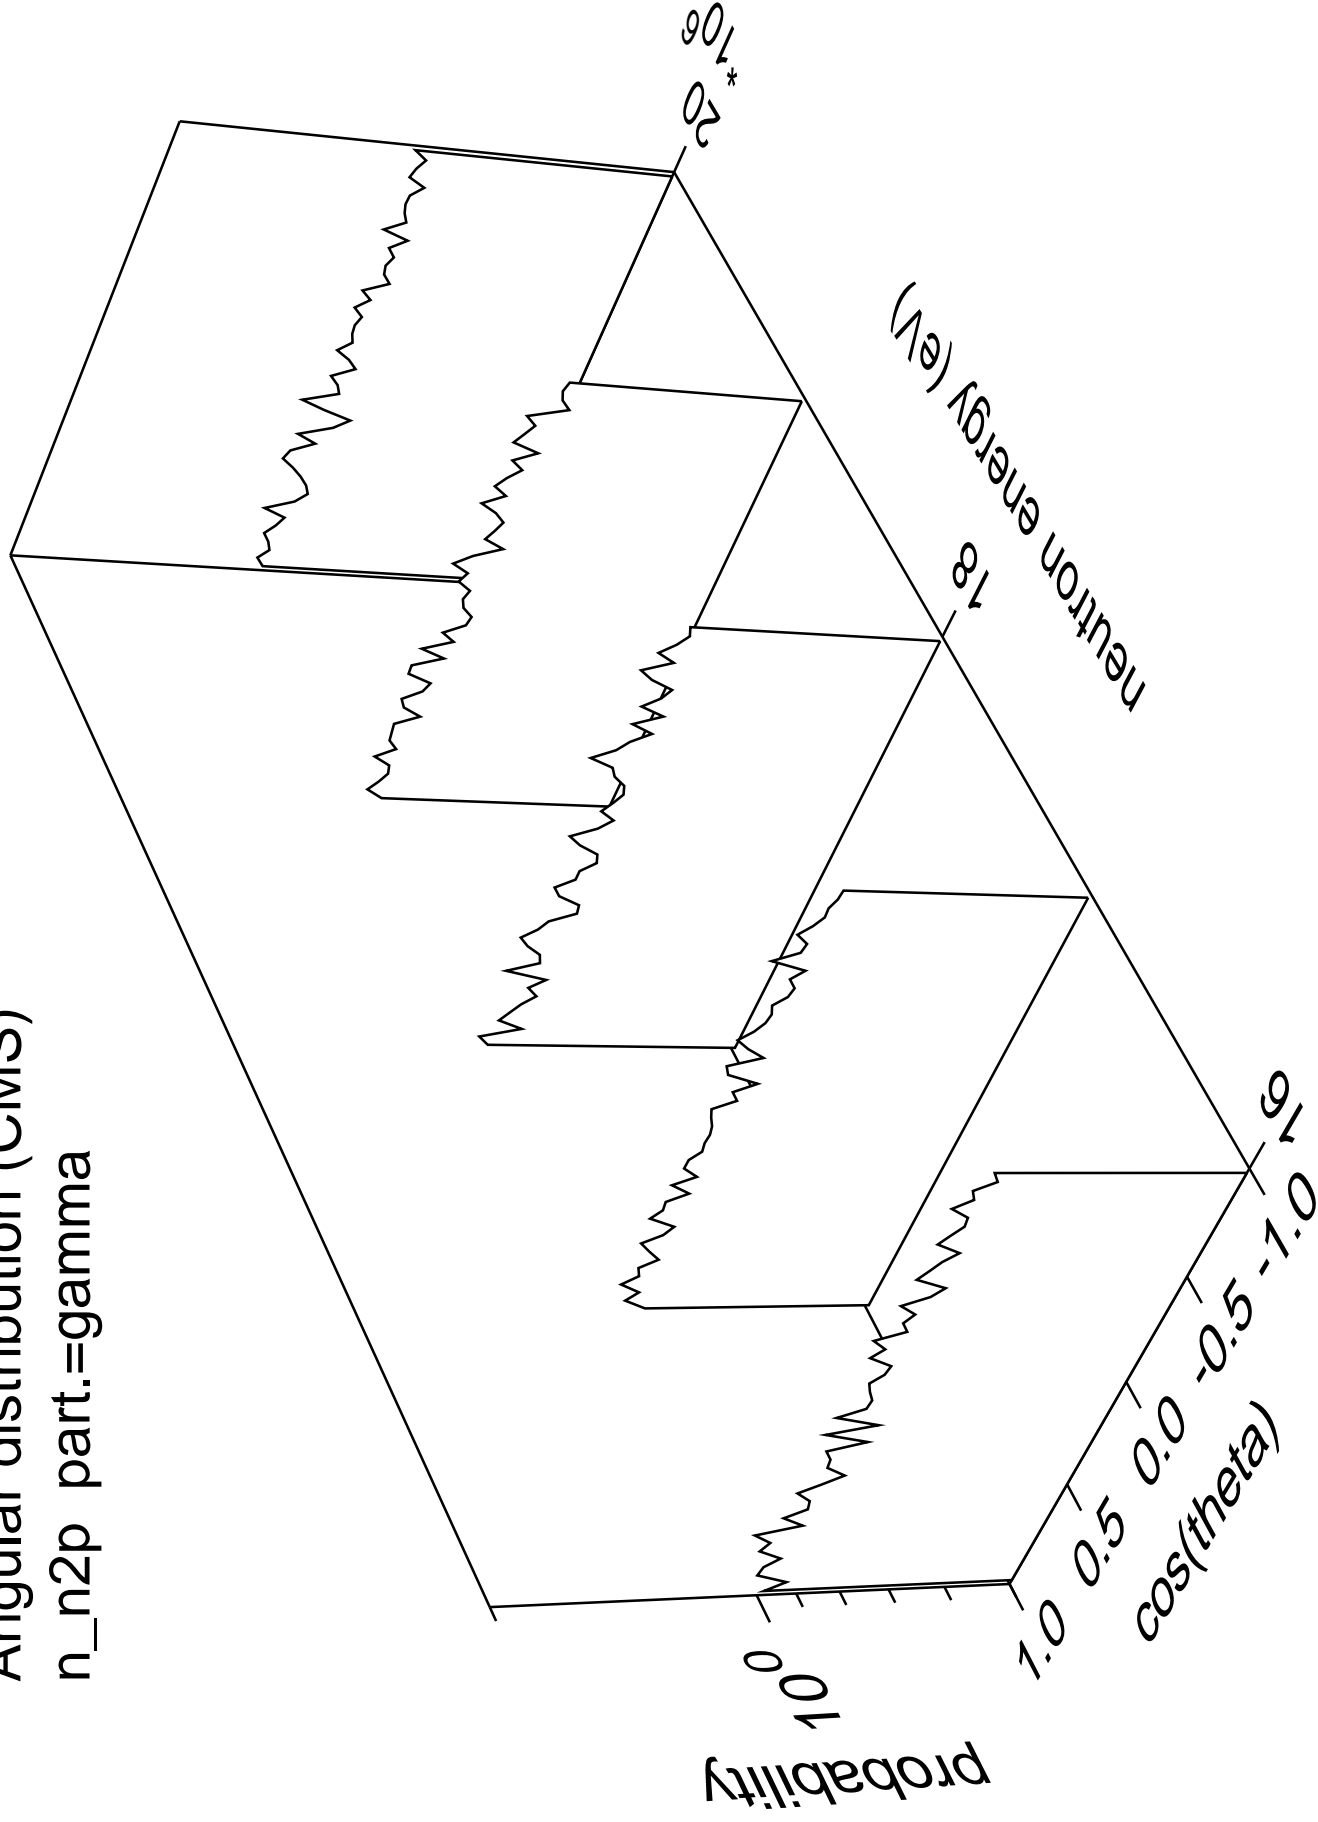 Angular distribution (CMS)
n_n2p part.=gamma
probability
10^0
1.0 0.5 0.0 -0.5 -1.0
cos(theta)
16 18 20
*10^6
neutron energy (eV)